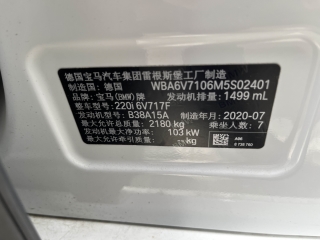 德国宝马汽车集团雷根斯堡工厂制造
制造国：德国 WBA6V7106M5S02401
品牌：宝马(BMW)牌 发动机排量：1499 mL
整车型号：220i 6V717F
发动机型号：B38A15A 制造年月：2020-07
最大允许总质量：2180 kg 乘坐人数：7
发动机最大净功率：103 kW
最大允许牵引质量： kg